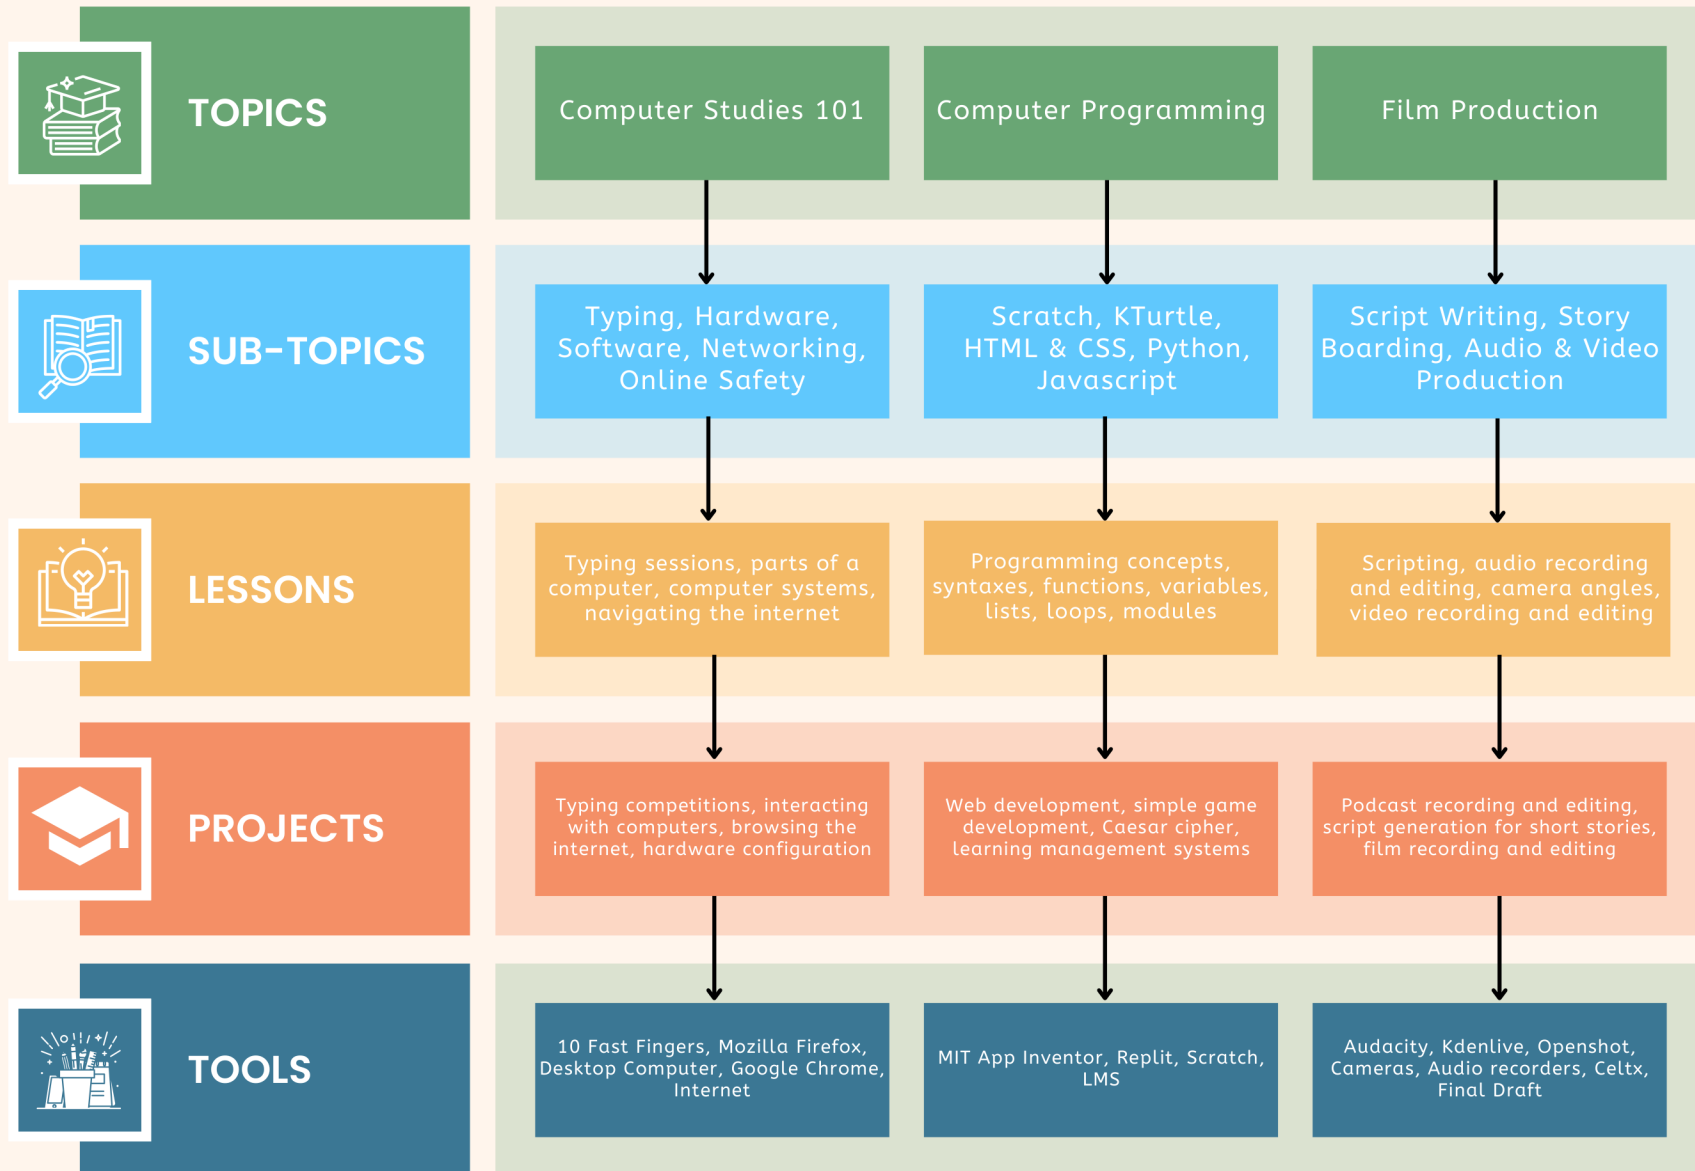 TOPICS
Computer Studies 101
Computer Programming
Film Production
SUB-TOPICS
Typing, Hardware,
Software, Networking,
Online Safety
Scratch, KTurtle,
HTML & CSS, Python,
Javascript
Script Writing, Story
Boarding, Audio & Video
Production
LESSONS
Typing sessions, parts of a
computer, computer systems,
navigating the internet
Programming concepts,
syntaxes, functions, variables,
lists, loops, modules
Scripting, audio recording
and editing, camera angles,
video recording and editing
PROJECTS
Typing competitions, interacting
with computers, browsing the
internet, hardware configuration
Web development, simple game
development, Caesar cipher,
learning management systems
Podcast recording and editing,
script generation for short stories,
film recording and editing
TOOLS
10 Fast Fingers, Mozilla Firefox,
Desktop Computer, Google Chrome,
Internet
MIT App Inventor, Replit, Scratch,
LMS
Audacity, Kdenlive, Openshot,
Cameras, Audio recorders, Celtx,
Final Draft